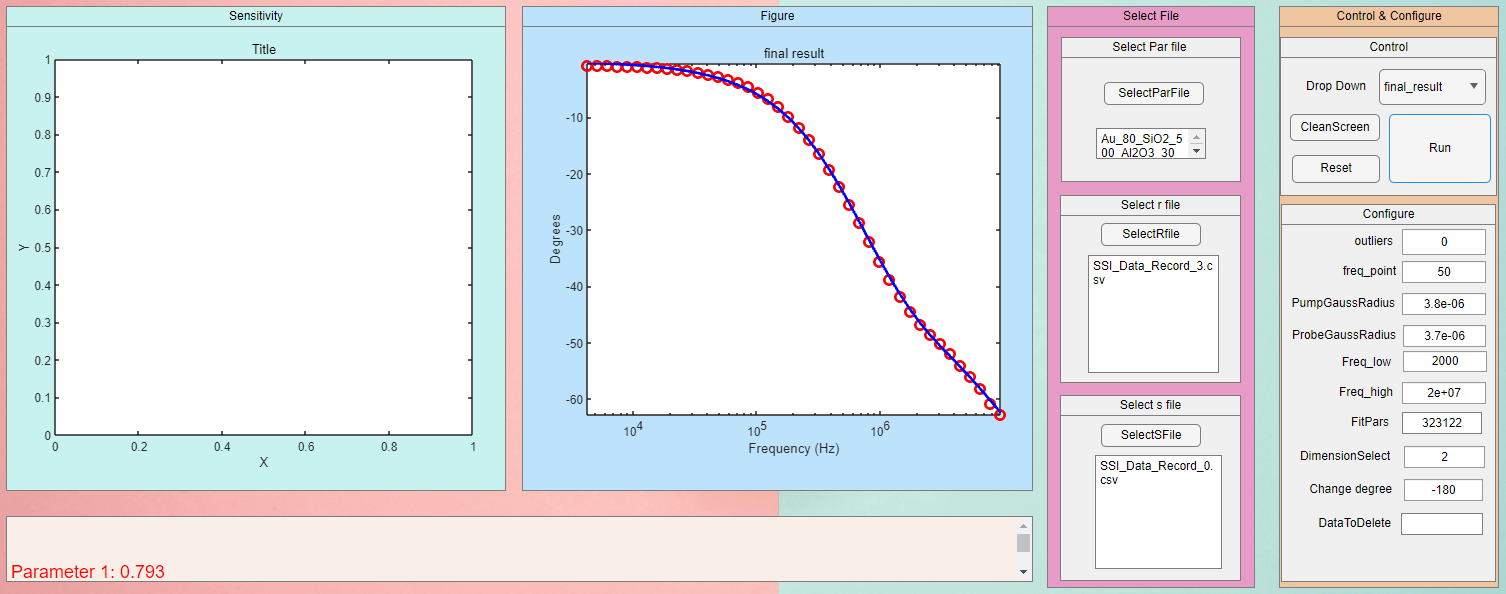 Sensitivity
Title
1
0.9
0.8
0.7
0.6
0.5
0.4
0.3
0.2
0.1
0
Y
0 0.2 0.4 0.6 0.8 1
X
Figure
final result
-10
-20
-30
-40
-50
-60
Degrees
10^4 10^5 10^6
Frequency (Hz)
Parameter 1: 0.793
Select File
Select Par file
SelectParFile
Au_80_SiO2_5
00_Al2O3_30
Select r file
SelectRfile
SSI_Data_Record_3.c
sv
Select s file
SelectSFile
SSI_Data_Record_0.
csv
Control & Configure
Control
Drop Down final_result
CleanScreen
Reset
Run
Configure
outliers 0
freq_point 50
PumpGaussRadius 3.8e-06
ProbeGaussRadius 3.7e-06
Freq_low 2000
Freq_high 2e+07
FitPars 323122
DimensionSelect 2
Change degree -180
DataToDelete